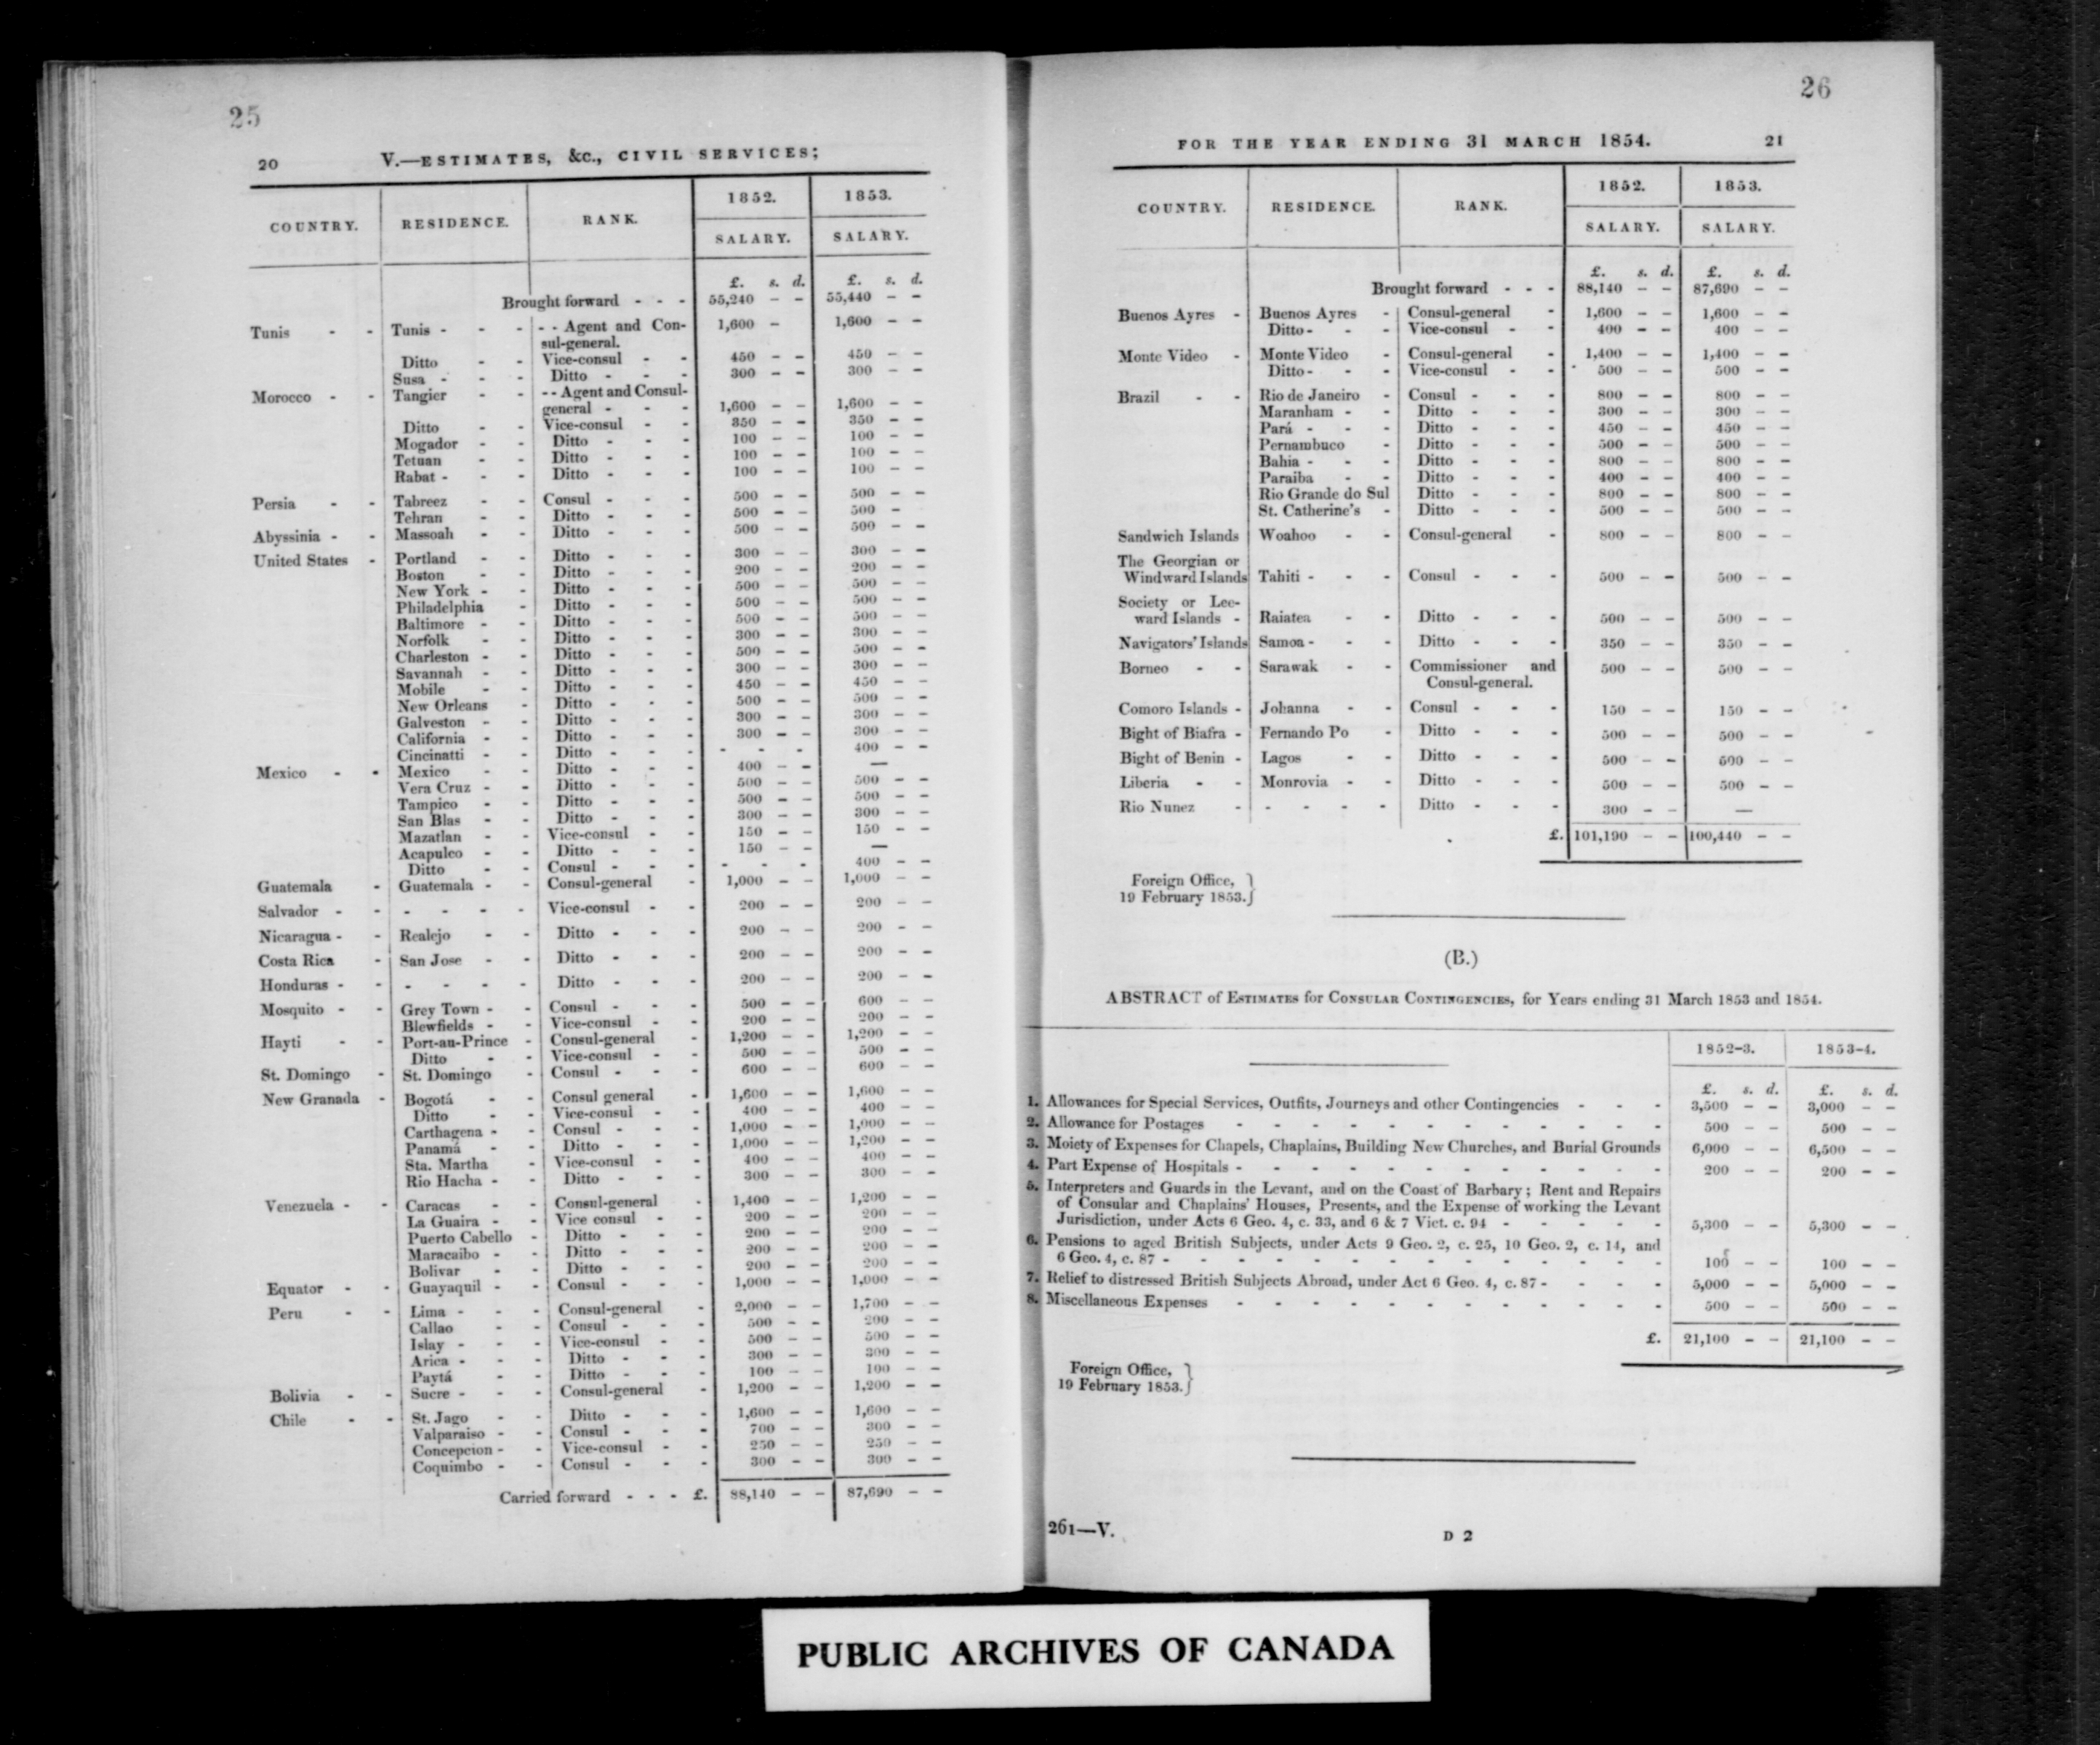 25
20 V.—ESTIMATES, &c., CIVIL SERVICES;
COUNTRY. RESIDENCE. RANK. 1852. 1853.
SALARY. SALARY.
£. s. d. £. s. d.
Brought forward - - - 55,240 - - 55,440 - -
Tunis - - Tunis - - - - - Agent and Con- 1,600 - 1,600 - -
sul-general.
Ditto - - Vice-consul - - 450 - - 450 - -
Susa - - - Ditto - - - 300 - - 300 - -
Morocco - - Tangier - - - - Agent and Consul-
general - - - 1,600 - - 1,600 - -
Ditto - - Vice-consul - - 350 - - 350 - -
Mogador - - Ditto - - - 100 - - 100 - -
Tetuan - - Ditto - - - 100 - - 100 - -
Rabat - - - Ditto - - - 100 - - 100 - -
Persia - - Tabreez - - Consul - - - 500 - - 500 - -
Tehran - - Ditto - - - 500 - - 500 -
Abyssinia - - Massoah - - Ditto - - - 500 - - 500 - -
United States - Portland - - Ditto - - - 300 - - 300 - -
Boston - - Ditto - - - 200 - - 200 - -
New York - - Ditto - - - 500 - - 500 - -
Philadelphia - Ditto - - - 500 - - 500 - -
Baltimore - - Ditto - - - 500 - - 500 - -
Norfolk - - Ditto - - - 300 - - 300 - -
Charleston - - Ditto - - - 500 - - 500 - -
Savannah - - Ditto - - - 300 - - 300 - -
Mobile - - Ditto - - - 450 - - 450 - -
New Orleans - Ditto - - - 500 - - 500 - -
Galveston - - Ditto - - - 300 - - 300 - -
California - - Ditto - - - 300 - - 300 - -
Cincinatti - - Ditto - - - - - - 400 - -
Mexico - - Mexico - - Ditto - - - 400 - - —
Vera Cruz - - Ditto - - - 500 - - 500 - -
Tampico - - Ditto - - - 500 - - 500 - -
San Blas - - Ditto - - - 300 - - 300 - -
Mazatlan - - Vice-consul - - 150 - - 150 - -
Acapulco - - Ditto - - - 150 - - —
Ditto - - Consul - - - - - - 400 - -
Guatemala - Guatemala - - Consul-general - 1,000 - - 1,000 - -
Salvador - - - - - - - Vice-consul - - 200 - - 200 - -
Nicaragua - - Realejo - - Ditto - - - 200 - - 200 - -
Costa Rica - San Jose - - Ditto - - - 200 - - 200 - -
Honduras - - - - - - - Ditto - - - 200 - - 200 - -
Mosquito - - Grey Town - - Consul - - - 500 - - 600 - -
Blewfields - - Vice-consul - - 200 - - 200 - -
Hayti - - Port-au-Prince - Consul-general - 1,200 - - 1,200 - -
Ditto - - Vice-consul - - 500 - - 500 - -
St. Domingo - St. Domingo - Consul - - - 600 - - 600 - -
New Granada - Bogotá - - Consul general - 1,600 - - 1,600 - -
Ditto - - Vice-consul - - 400 - - 400 - -
Carthagena - - Consul - - - 1,000 - - 1,000 - -
Panamá - - Ditto - - - 1,000 - - 1,200 - -
Sta. Martha - Vice-consul - - 400 - - 400 - -
Rio Hacha - - Ditto - - - 300 - - 300 - -
Venezuela - - Caracas - - Consul-general - 1,400 - - 1,200 - -
La Guaira - - Vice consul - - 200 - - 200 - -
Puerto Cabello - Ditto - - - 200 - - 200 - -
Maracaibo - - Ditto - - - 200 - - 200 - -
Bolivar - - Ditto - - - 200 - - 200 - -
Equator - - Guayaquil - - Consul - - - 1,000 - - 1,000 - -
Peru - - Lima - - - Consul-general - 2,000 - - 1,700 - -
Callao - - Consul - - - 500 - - 200 - -
Islay - - - Vice-consul - - 500 - - 500 - -
Arica - - - Ditto - - - 300 - - 300 - -
Paytá - - Ditto - - - 100 - - 100 - -
Bolivia - - Sucre - - - Consul-general - 1,200 - - 1,200 - -
Chile - - St. Jago - - Ditto - - - 1,600 - - 1,600 - -
Valparaiso - - Consul - - - 700 - - 300 - -
Concepcion - - Vice-consul - - 250 - - 250 - -
Coquimbo - - Consul - - - 300 - - 300 - -
Carried forward - - - £. 88,140 - - 87,690 - -
26
FOR THE YEAR ENDING 31 MARCH 1854. 21
COUNTRY. RESIDENCE. RANK. 1852. 1853.
SALARY. SALARY.
£. s. d. £. s. d.
Brought forward - - - 88,140 - - 87,690 - -
Buenos Ayres - Buenos Ayres - Consul-general - 1,600 - - 1,600 - -
Ditto - - - Vice-consul - - 400 - - 400 - -
Monte Video - Monte Video - Consul-general - 1,400 - - 1,400 - -
Ditto - - - Vice-consul - - 500 - - 500 - -
Brazil - - Rio de Janeiro - Consul - - - 800 - - 800 - -
Maranham - - Ditto - - - 300 - - 300 - -
Pará - - - Ditto - - - 450 - - 450 - -
Pernambuco - Ditto - - - 500 - - 500 - -
Bahia - - - Ditto - - - 800 - - 800 - -
Paraiba - - Ditto - - - 400 - - 400 - -
Rio Grande do Sul Ditto - - - 800 - - 800 - -
St. Catherine's - Ditto - - - 500 - - 500 - -
Sandwich Islands Woahoo - - Consul-general - 800 - - 800 - -
The Georgian or
Windward Islands Tahiti - - - Consul - - - 500 - - 500 - -
Society or Lee-
ward Islands - Raiatea - - Ditto - - - 500 - - 500 - -
Navigators' Islands Samoa - - - Ditto - - - 350 - - 350 - -
Borneo - - Sarawak - - Commissioner and 500 - - 500 - -
Consul-general.
Comoro Islands - Johanna - - Consul - - - 150 - - 150 - -
Bight of Biafra - Fernando Po - Ditto - - - 500 - - 500 - -
Bight of Benin - Lagos - - Ditto - - - 500 - - 500 - -
Liberia - - Monrovia - - Ditto - - - 500 - - 500 - -
Rio Nunez - - - - - Ditto - - - 300 - - —
£. 101,190 - - 100,440 - -
Foreign Office, }
19 February 1853. }
(B.)
ABSTRACT of ESTIMATES for CONSULAR CONTINGENCIES, for Years ending 31 March 1853 and 1854.
1852-3. 1853-4.
£. s. d. £. s. d.
1. Allowances for Special Services, Outfits, Journeys and other Contingencies - - - 3,500 - - 3,000 - -
2. Allowance for Postages - - - - - - - - - - - 500 - - 500 - -
3. Moiety of Expenses for Chapels, Chaplains, Building New Churches, and Burial Grounds 6,000 - - 6,500 - -
4. Part Expense of Hospitals - - - - - - - - - - - 200 - - 200 - -
5. Interpreters and Guards in the Levant, and on the Coast of Barbary; Rent and Repairs
of Consular and Chaplains' Houses, Presents, and the Expense of working the Levant
Jurisdiction, under Acts 6 Geo. 4, c. 33, and 6 & 7 Vict. c. 94 - - - - - 5,300 - - 5,300 - -
6. Pensions to aged British Subjects, under Acts 9 Geo. 2, c. 25, 10 Geo. 2, c. 14, and
6 Geo. 4, c. 87 - - - - - - - - - - - - - 100 - - 100 - -
7. Relief to distressed British Subjects Abroad, under Act 6 Geo. 4, c. 87 - - - - 5,000 - - 5,000 - -
8. Miscellaneous Expenses - - - - - - - - - - - 500 - - 500 - -
£. 21,100 - - 21,100 - -
Foreign Office, }
19 February 1853. }
261—V. D 2
PUBLIC ARCHIVES OF CANADA